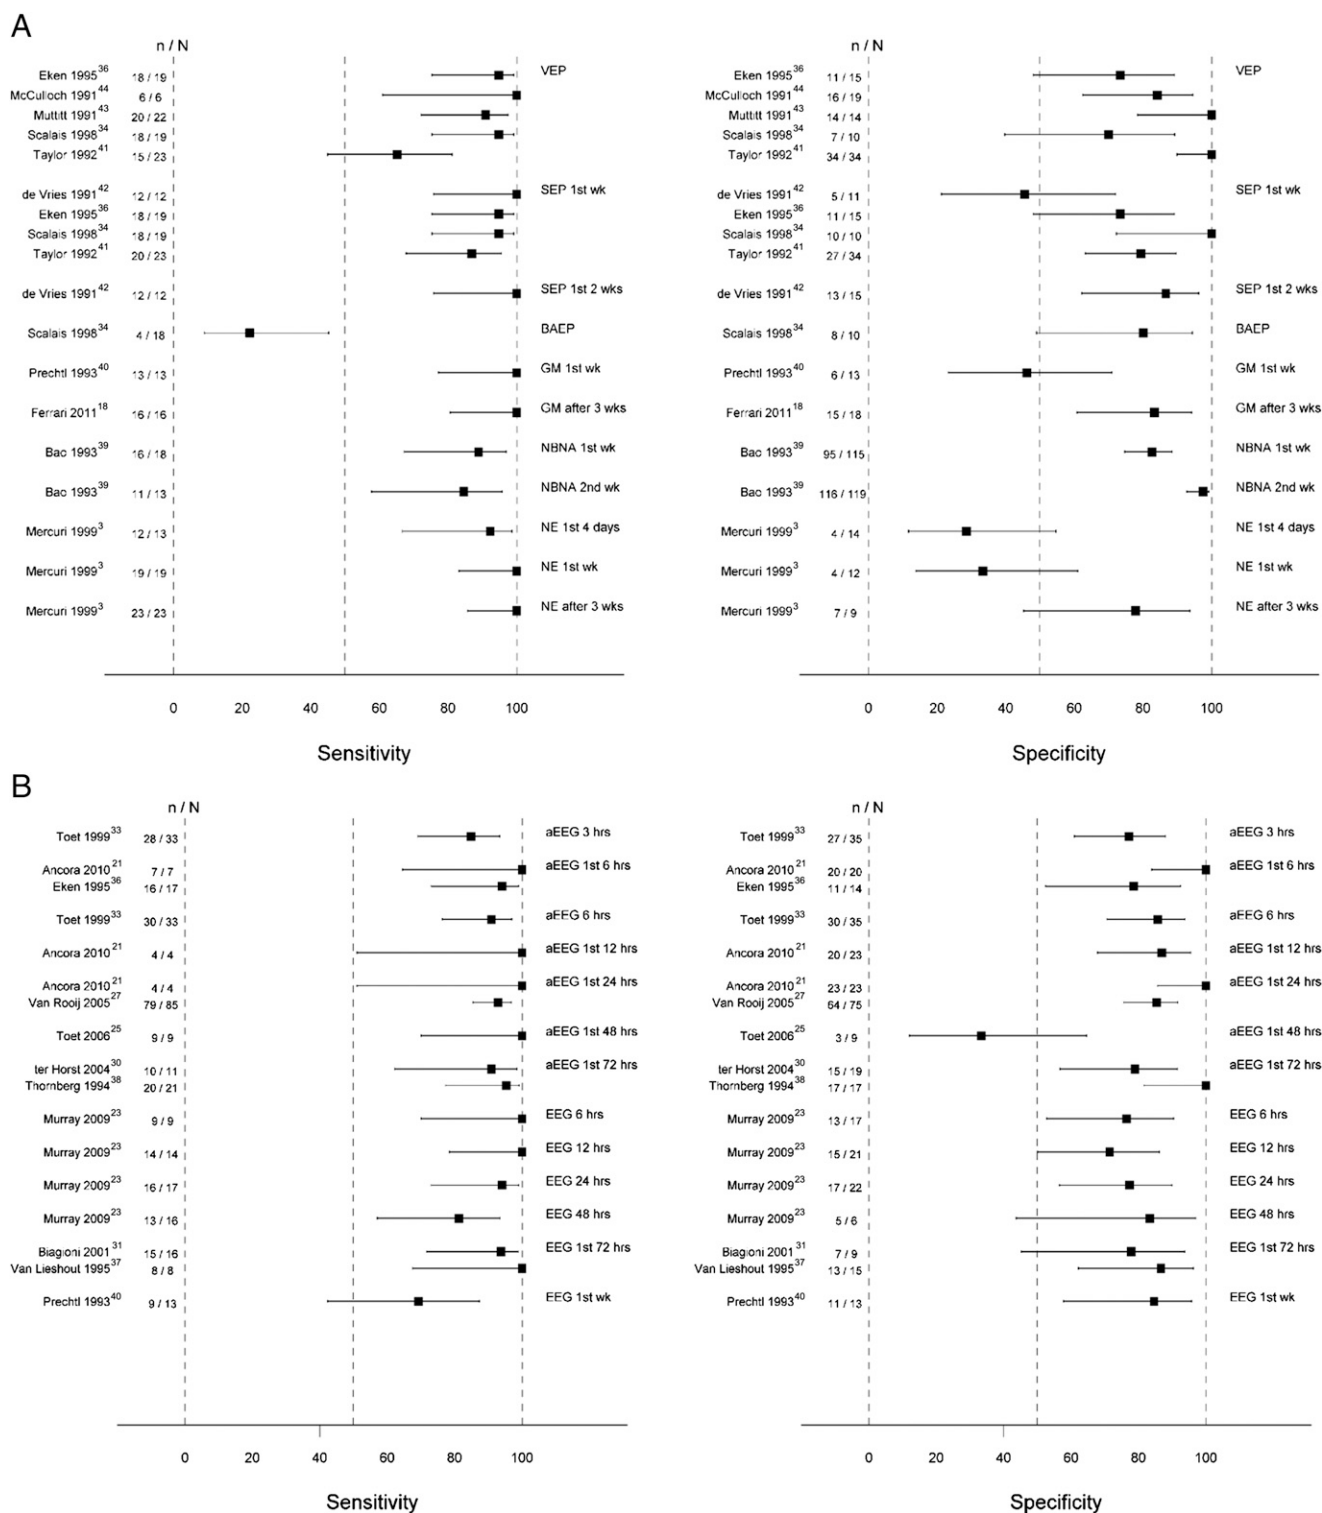 A
n / N
Eken 1995³⁶ 18 / 19 VEP
McCulloch 1991⁴⁴ 6 / 6
Muttitt 1991⁴³ 20 / 22
Scalais 1998³⁴ 18 / 19
Taylor 1992⁴¹ 15 / 23
de Vries 1991⁴² 12 / 12 SEP 1st wk
Eken 1995³⁶ 18 / 19
Scalais 1998³⁴ 18 / 19
Taylor 1992⁴¹ 20 / 23
de Vries 1991⁴² 12 / 12 SEP 1st 2 wks
Scalais 1998³⁴ 4 / 18 BAEP
Prechtl 1993⁴⁰ 13 / 13 GM 1st wk
Ferrari 2011¹⁸ 16 / 16 GM after 3 wks
Bao 1993³⁹ 16 / 18 NBNA 1st wk
Bao 1993³⁹ 11 / 13 NBNA 2nd wk
Mercuri 1999³ 12 / 13 NE 1st 4 days
Mercuri 1999³ 19 / 19 NE 1st wk
Mercuri 1999³ 23 / 23 NE after 3 wks
0 20 40 60 80 100
Sensitivity
n / N
Eken 1995³⁶ 11 / 15 VEP
McCulloch 1991⁴⁴ 16 / 19
Muttitt 1991⁴³ 14 / 14
Scalais 1998³⁴ 7 / 10
Taylor 1992⁴¹ 34 / 34
de Vries 1991⁴² 5 / 11 SEP 1st wk
Eken 1995³⁶ 11 / 15
Scalais 1998³⁴ 10 / 10
Taylor 1992⁴¹ 27 / 34
de Vries 1991⁴² 13 / 15 SEP 1st 2 wks
Scalais 1998³⁴ 8 / 10 BAEP
Prechtl 1993⁴⁰ 6 / 13 GM 1st wk
Ferrari 2011¹⁸ 15 / 18 GM after 3 wks
Bao 1993³⁹ 95 / 115 NBNA 1st wk
Bao 1993³⁹ 116 / 119 NBNA 2nd wk
Mercuri 1999³ 4 / 14 NE 1st 4 days
Mercuri 1999³ 4 / 12 NE 1st wk
Mercuri 1999³ 7 / 9 NE after 3 wks
0 20 40 60 80 100
Specificity
B
n / N
Toet 1999³³ 28 / 33 aEEG 3 hrs
Ancora 2010²¹ 7 / 7 aEEG 1st 6 hrs
Eken 1995³⁶ 16 / 17
Toet 1999³³ 30 / 33 aEEG 6 hrs
Ancora 2010²¹ 4 / 4 aEEG 1st 12 hrs
Ancora 2010²¹ 4 / 4 aEEG 1st 24 hrs
Van Rooij 2005²⁷ 79 / 85
Toet 2006²⁵ 9 / 9 aEEG 1st 48 hrs
ter Horst 2004³⁰ 10 / 11 aEEG 1st 72 hrs
Thornberg 1994³⁸ 20 / 21
Murray 2009²³ 9 / 9 EEG 6 hrs
Murray 2009²³ 14 / 14 EEG 12 hrs
Murray 2009²³ 16 / 17 EEG 24 hrs
Murray 2009²³ 13 / 16 EEG 48 hrs
Biagioni 2001³¹ 15 / 16 EEG 1st 72 hrs
Van Lieshout 1995³⁷ 8 / 8
Prechtl 1993⁴⁰ 9 / 13 EEG 1st wk
0 20 40 60 80 100
Sensitivity
n / N
Toet 1999³³ 27 / 35 aEEG 3 hrs
Ancora 2010²¹ 20 / 20 aEEG 1st 6 hrs
Eken 1995³⁶ 11 / 14
Toet 1999³³ 30 / 35 aEEG 6 hrs
Ancora 2010²¹ 20 / 23 aEEG 1st 12 hrs
Ancora 2010²¹ 23 / 23 aEEG 1st 24 hrs
Van Rooij 2005²⁷ 64 / 75
Toet 2006²⁵ 3 / 9 aEEG 1st 48 hrs
ter Horst 2004³⁰ 15 / 19 aEEG 1st 72 hrs
Thornberg 1994³⁸ 17 / 17
Murray 2009²³ 13 / 17 EEG 6 hrs
Murray 2009²³ 15 / 21 EEG 12 hrs
Murray 2009²³ 17 / 22 EEG 24 hrs
Murray 2009²³ 5 / 6 EEG 48 hrs
Biagioni 2001³¹ 7 / 9 EEG 1st 72 hrs
Van Lieshout 1995³⁷ 13 / 15
Prechtl 1993⁴⁰ 11 / 13 EEG 1st wk
0 20 40 60 80 100
Specificity